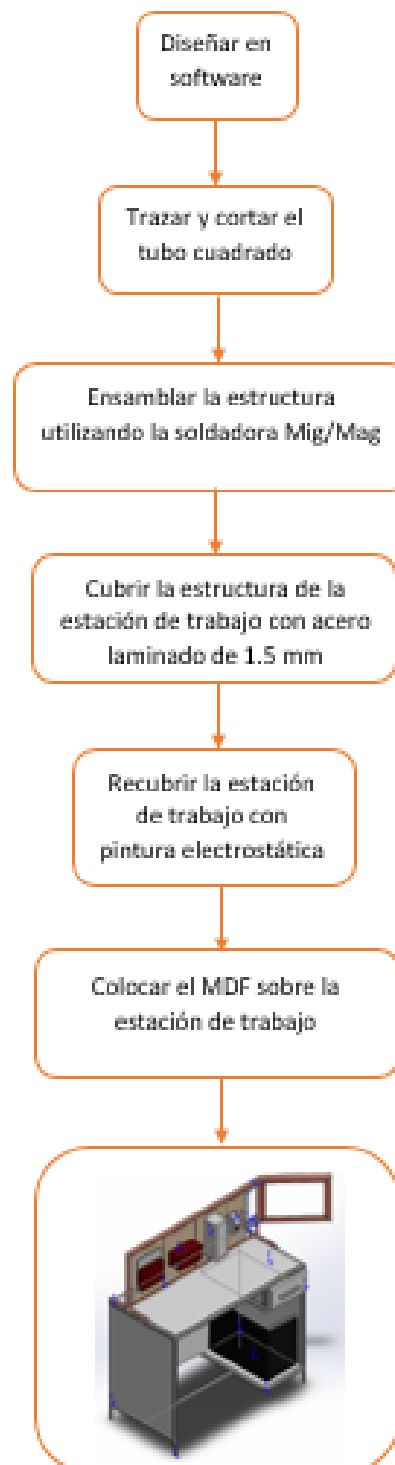 Diseñar en
software
Trazar y cortar el
tubo cuadrado
Ensamblar la estructura
utilizando la soldadora Mig/Mag
Cubrir la estructura de la
estación de trabajo con acero
laminado de 1.5 mm
Recubrir la estación
de trabajo con
pintura electrostática
Colocar el MDF sobre la
estación de trabajo